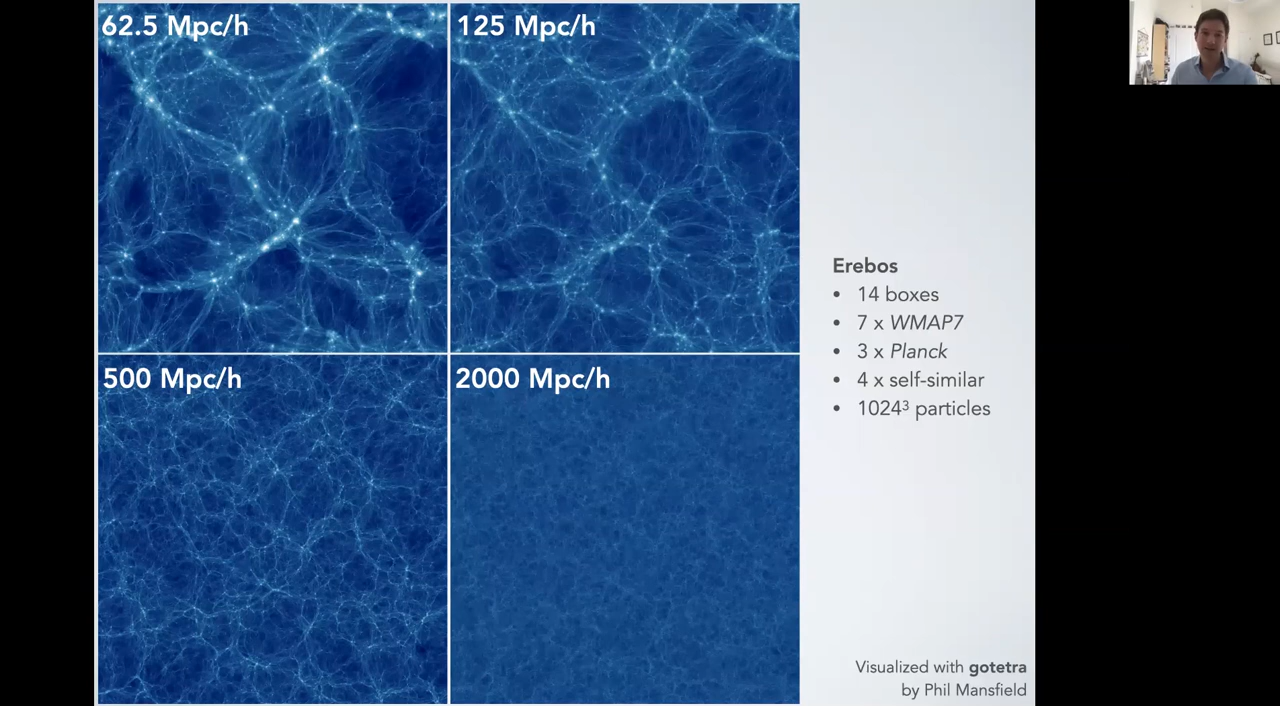 62.5 Mpc/h
125 Mpc/h
500 Mpc/h
2000 Mpc/h
Erebos
• 14 boxes
• 7 x WMAP7
• 3 x Planck
• 4 x self-similar
• 1024³ particles
Visualized with gotetra
by Phil Mansfield